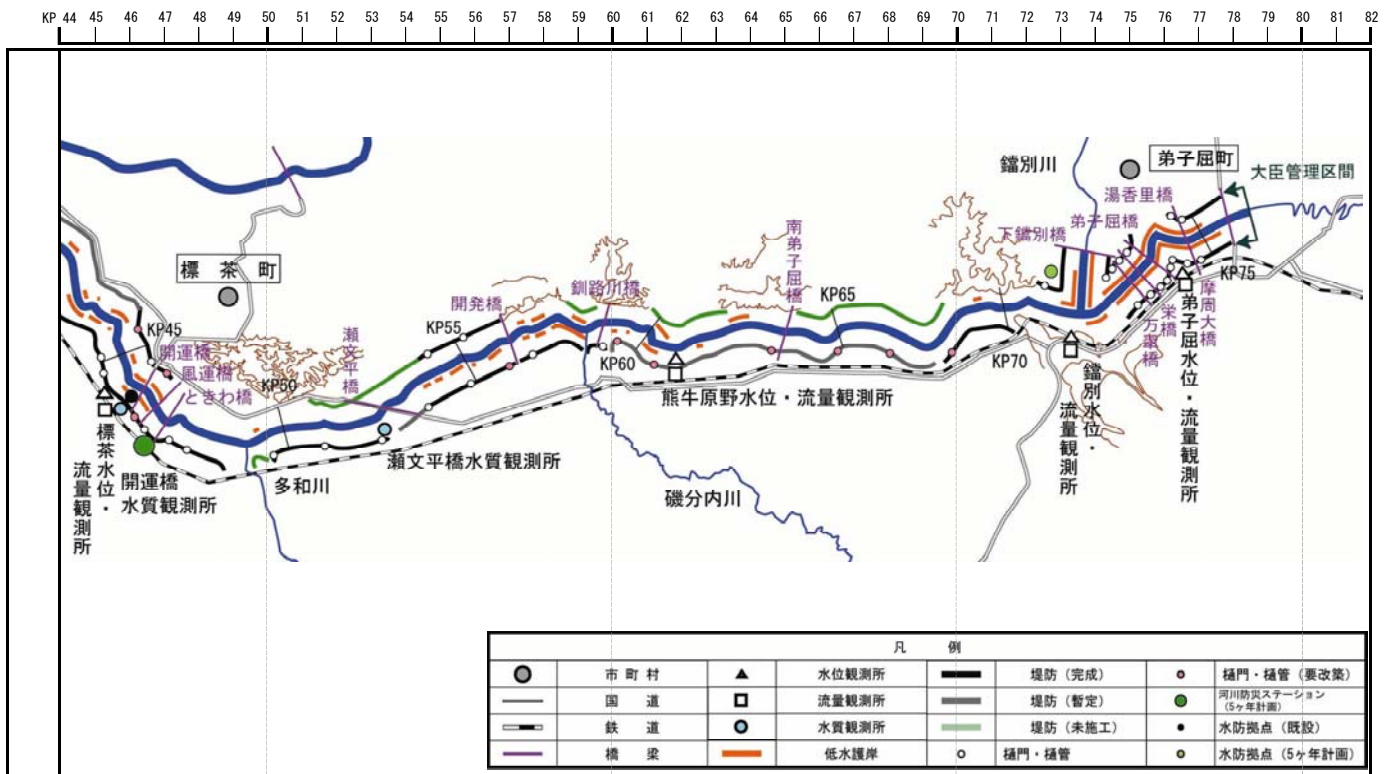 KP 44 45 46 47 48 49 50 51 52 53 54 55 56 57 58 59 60 61 62 63 64 65 66 67 68 69 70 71 72 73 74 75 76 77 78 79 80 81 82
標茶町
KP45
開運橋
風運橋
ときわ橋
標茶水位・
流量観測所
開運橋
水質観測所
KP50
多和川
瀬文平橋
瀬文平橋水質観測所
KP55
開発橋
釧路川橋
KP60
磯分内川
熊牛原野水位・流量観測所
南弟子屈橋
KP65
KP70
鐺別川
下鐺別橋
弟子屈橋
湯香里橋
弟子屈町
大臣管理区間
KP75
摩周大橋
栄橋
万翠橋
鐺別水位・
流量観測所
弟子屈水位・流量観測所
凡 例
市町村 水位観測所 堤防（完成） 樋門・樋管（要改築）
国道 流量観測所 堤防（暫定） 河川防災ステーション
（5ヶ年計画）
鉄道 水質観測所 堤防（未施工） 水防拠点（既設）
橋梁 低水護岸 樋門・樋管 水防拠点（5ヶ年計画）